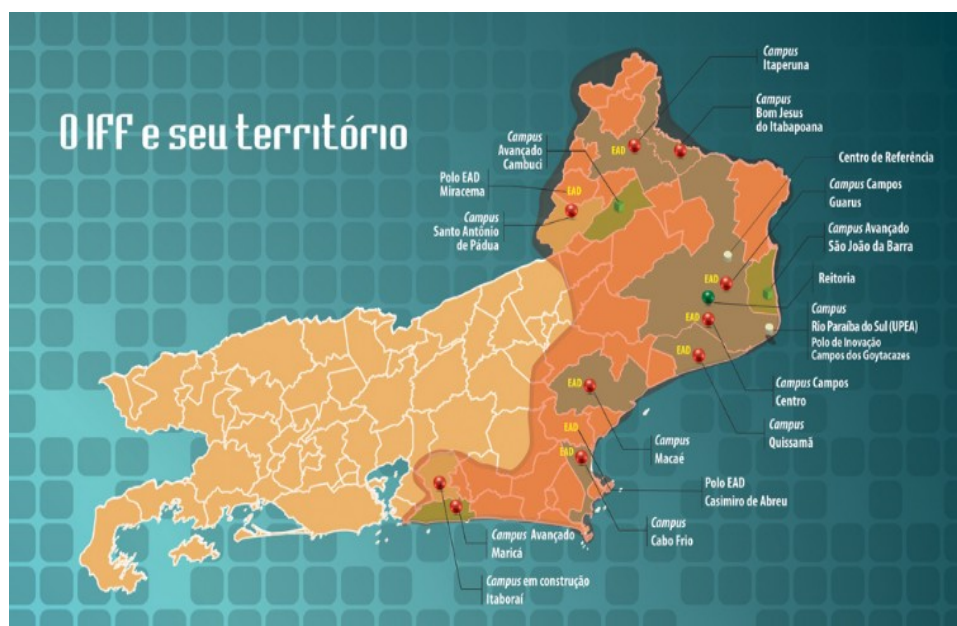 O IFF e seu território
Campus
Itaperuna
Campus
Bom Jesus
do Itabapoana
Campus
Avançado
Cambuci
Centro de Referência
Polo EAD
Miracema
Campus Campos
Guarus
Campus
Santo Antônio
de Pádua
Campus Avançado
São João da Barra
Reitoria
Campus
Rio Paraíba do Sul (UPEA)
Polo de Inovação
Campos dos Goytacazes
Campus Campos
Centro
Campus
Quissamã
Campus
Macaé
Polo EAD
Casimiro de Abreu
Campus
Cabo Frio
Campus Avançado
Maricá
Campus em construção
Itaboraí
EAD
EAD
EAD
EAD
EAD
EAD
EAD
EAD